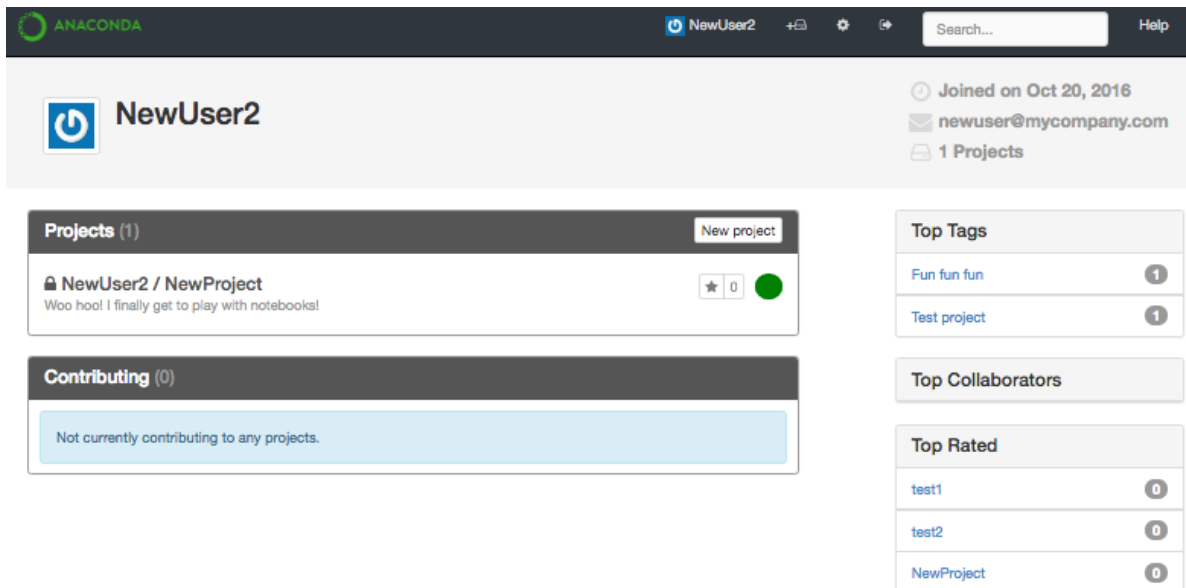 ANACONDA
NewUser2
Search...
Help
NewUser2
Joined on Oct 20, 2016
newuser@mycompany.com
1 Projects
Projects (1)
New project
NewUser2 / NewProject
Woo hoo! I finally get to play with notebooks!
0
Contributing (0)
Not currently contributing to any projects.
Top Tags
Fun fun fun 1
Test project 1
Top Collaborators
Top Rated
test1 0
test2 0
NewProject 0